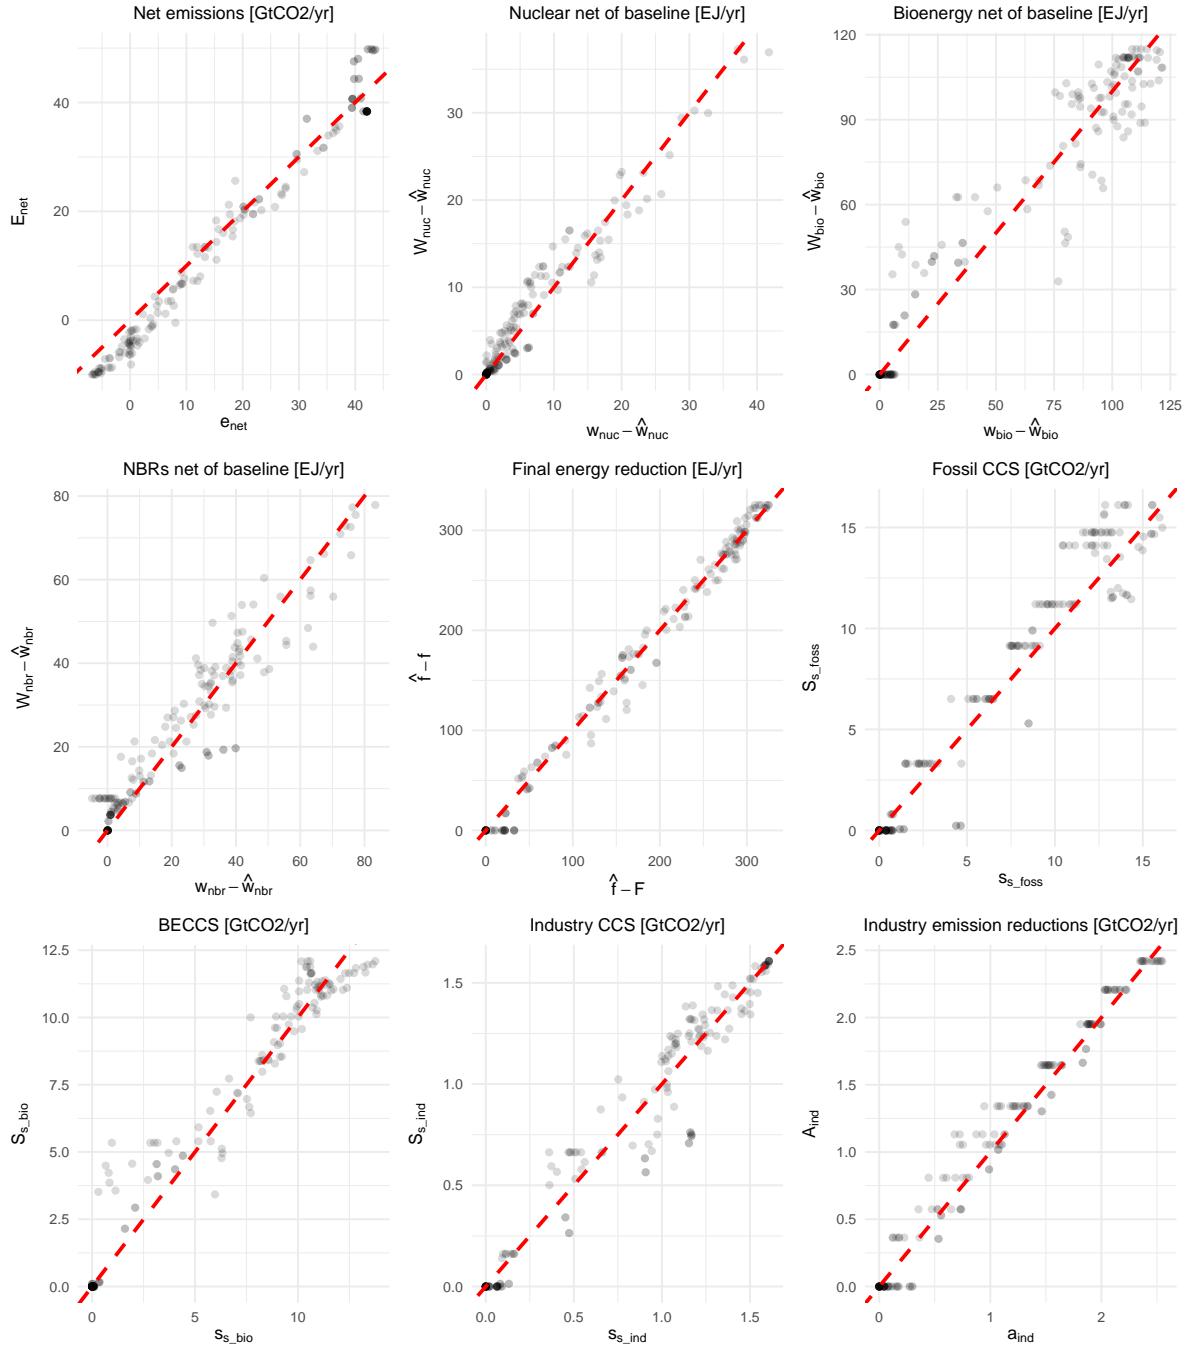 Net emissions [GtCO2/yr]
Nuclear net of baseline [EJ/yr]
Bioenergy net of baseline [EJ/yr]
E_net
40
20
0
0 10 20 30 40
e_net
W_nuc − ŵ_nuc
30
20
10
0
0 10 20 30 40
w_nuc − ŵ_nuc
W_bio − ŵ_bio
120
90
60
30
0
0 25 50 75 100 125
w_bio − ŵ_bio
NBRs net of baseline [EJ/yr]
Final energy reduction [EJ/yr]
Fossil CCS [GtCO2/yr]
W_nbr − ŵ_nbr
80
60
40
20
0
0 20 40 60 80
w_nbr − ŵ_nbr
f̂ − f
300
200
100
0
0 100 200 300
f̂ − F
S_s_foss
15
10
5
0
0 5 10 15
s_s_foss
BECCS [GtCO2/yr]
Industry CCS [GtCO2/yr]
Industry emission reductions [GtCO2/yr]
S_s_bio
12.5
10.0
7.5
5.0
2.5
0.0
0 5 10
s_s_bio
S_s_ind
1.5
1.0
0.5
0.0
0.0 0.5 1.0 1.5
s_s_ind
A_ind
2.5
2.0
1.5
1.0
0.5
0.0
0 1 2
a_ind